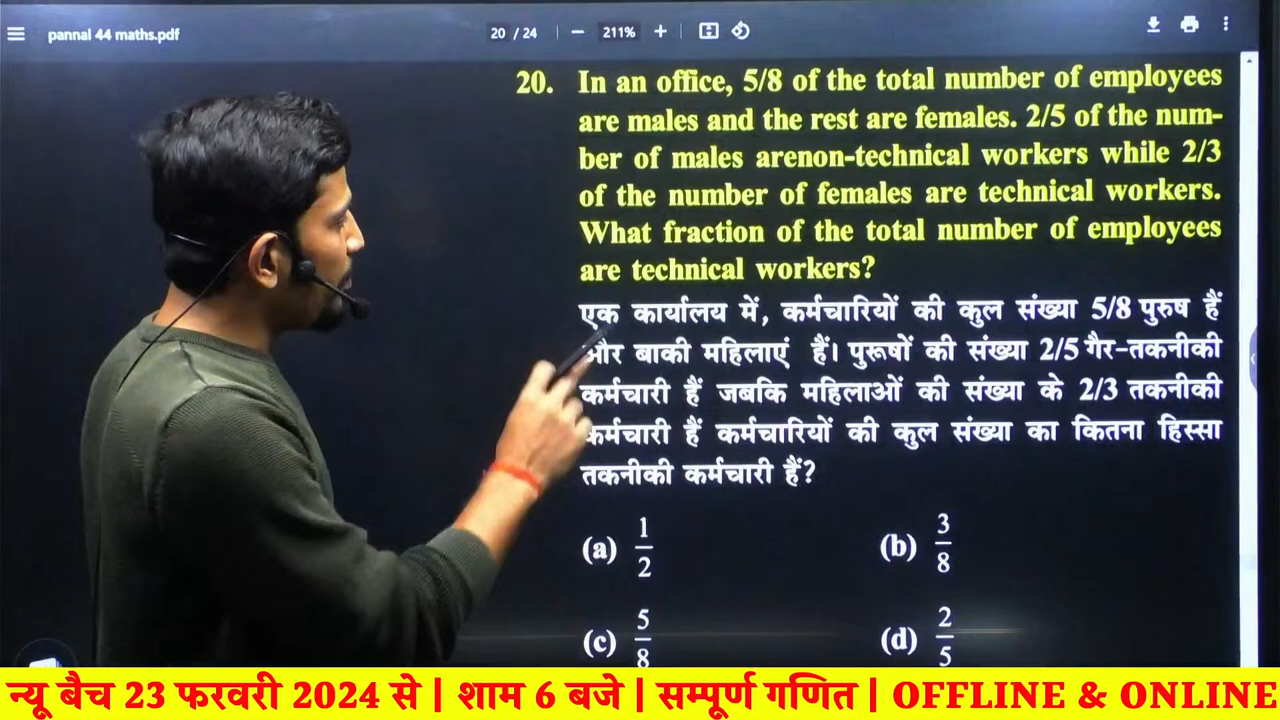 pannal 44 maths.pdf
20 / 24
211%
20. In an office, 5/8 of the total number of employees
are males and the rest are females. 2/5 of the num-
ber of males arenon-technical workers while 2/3
of the number of females are technical workers.
What fraction of the total number of employees
are technical workers?
एक कार्यालय में, कर्मचारियों की कुल संख्या 5/8 पुरुष हैं
और बाकी महिलाएं हैं। पुरूषों की संख्या 2/5 गैर-तकनीकी
कर्मचारी हैं जबकि महिलाओं की संख्या के 2/3 तकनीकी
कर्मचारी हैं कर्मचारियों की कुल संख्या का कितना हिस्सा
तकनीकी कर्मचारी हैं?
(a) 1/2 (b) 3/8
(c) 5/8 (d) 2/5
न्यू बैच 23 फरवरी 2024 से | शाम 6 बजे | सम्पूर्ण गणित | OFFLINE & ONLINE